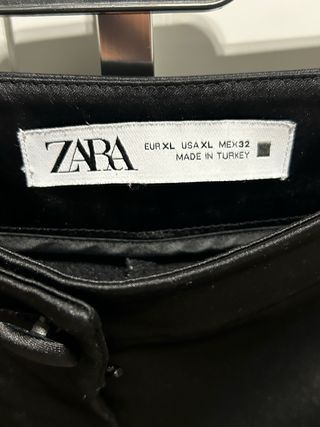 ZARA
EUR XL USA XL MEX 32
MADE IN TURKEY